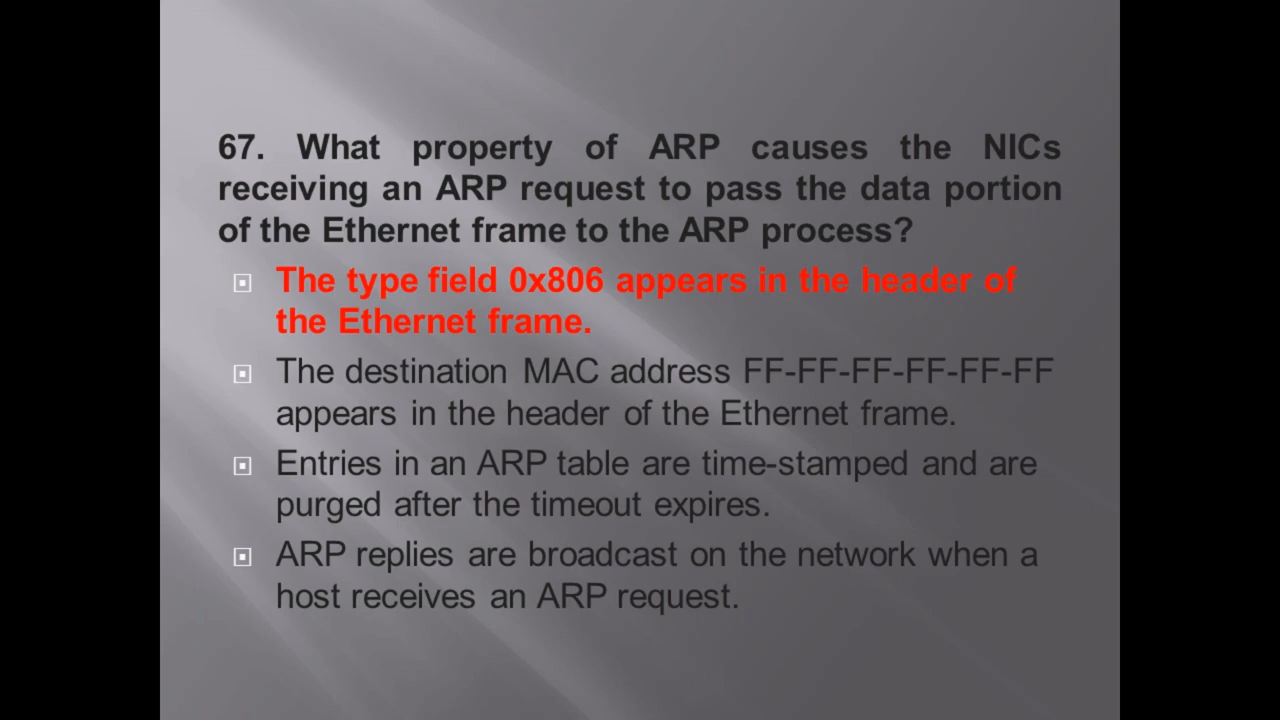 67. What property of ARP causes the NICs
receiving an ARP request to pass the data portion
of the Ethernet frame to the ARP process?
The type field 0x806 appears in the header of
the Ethernet frame.
The destination MAC address FF-FF-FF-FF-FF-FF
appears in the header of the Ethernet frame.
Entries in an ARP table are time-stamped and are
purged after the timeout expires.
ARP replies are broadcast on the network when a
host receives an ARP request.